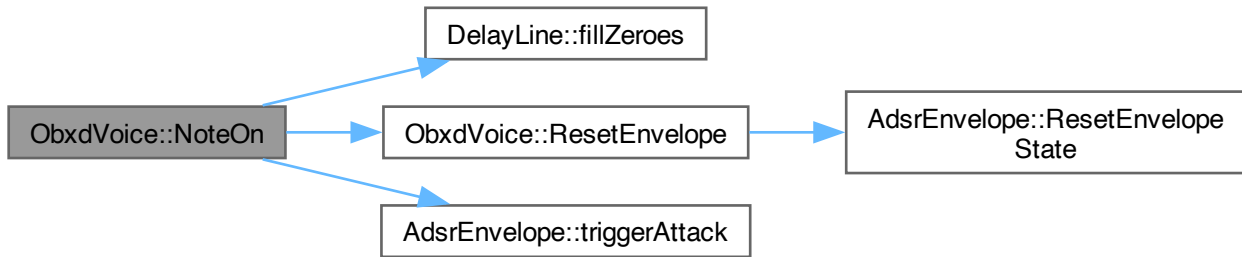 DelayLine::fillZeroes
ObxdVoice::NoteOn
ObxdVoice::ResetEnvelope
AdsrEnvelope::ResetEnvelope
State
AdsrEnvelope::triggerAttack